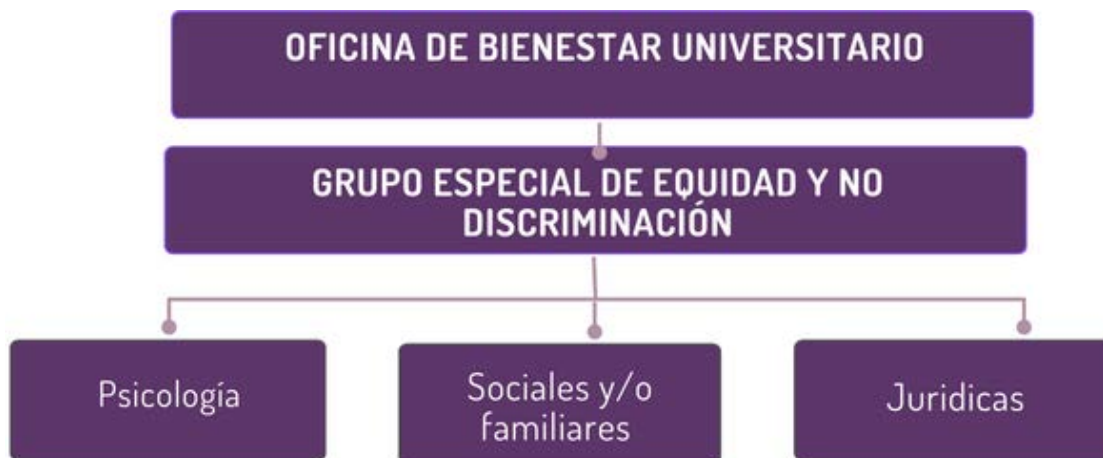 OFICINA DE BIENESTAR UNIVERSITARIO
GRUPO ESPECIAL DE EQUIDAD Y NO
DISCRIMINACIÓN
Psicología
Sociales y/o
familiares
Juridicas